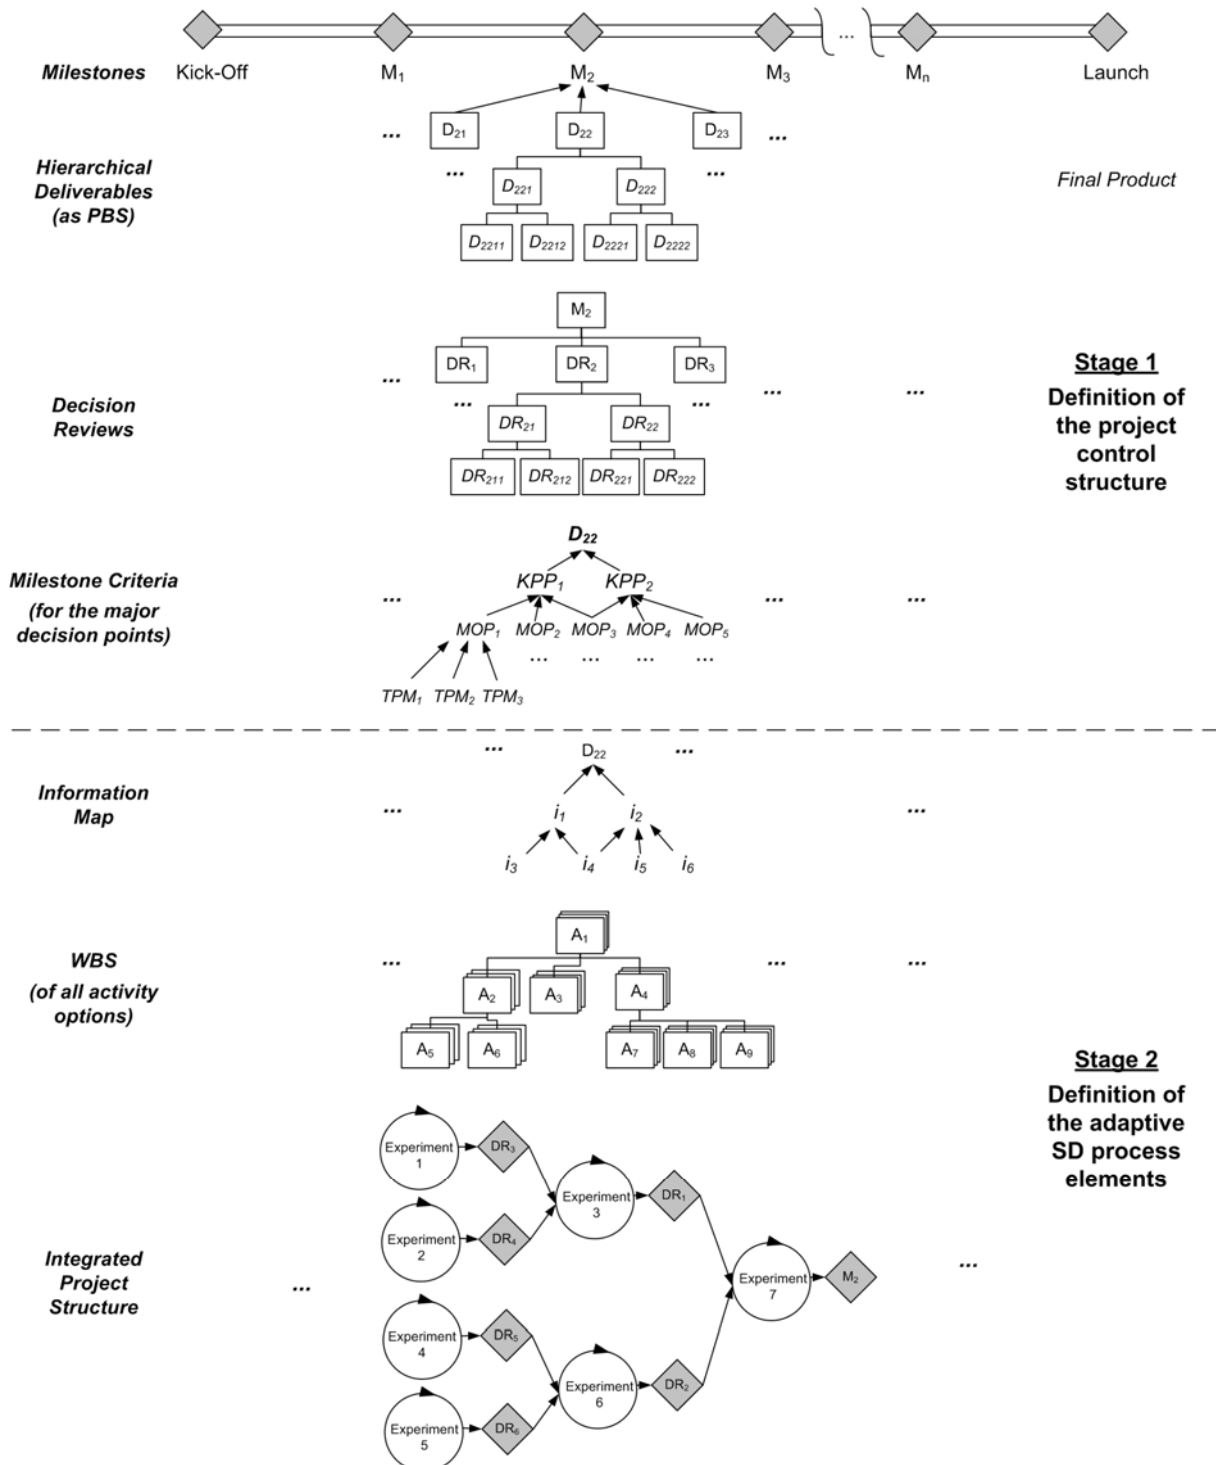 ...
Milestones Kick-Off M1 M2 M3 Mn Launch
... D21 D22 D23 ...
Hierarchical
Deliverables
(as PBS)
... ...
D221 D222
Final Product
D2211 D2212 D2221 D2222
M2
DR1 DR2 DR3
... ... ...
... ...
Decision
Reviews
DR21 DR22
DR211 DR212 DR221 DR222
Stage 1
Definition of
the project
control
structure
D22
Milestone Criteria
(for the major
decision points)
KPP1 KPP2
... ... ...
MOP1 MOP2 MOP3 MOP4 MOP5
... ... ... ...
TPM1 TPM2 TPM3
... D22 ...
Information
Map
... i1 i2 ...
i3 i4 i5 i6
A1
WBS
(of all activity
options)
... ... ...
A2 A3 A4
A5 A6 A7 A8 A9
Stage 2
Definition of
the adaptive
SD process
elements
Integrated
Project
Structure
...
Experiment
1
DR3
Experiment
2
DR4
Experiment
3
DR1
Experiment
4
DR5
Experiment
5
DR6
Experiment
6
DR2
Experiment
7
M2
...